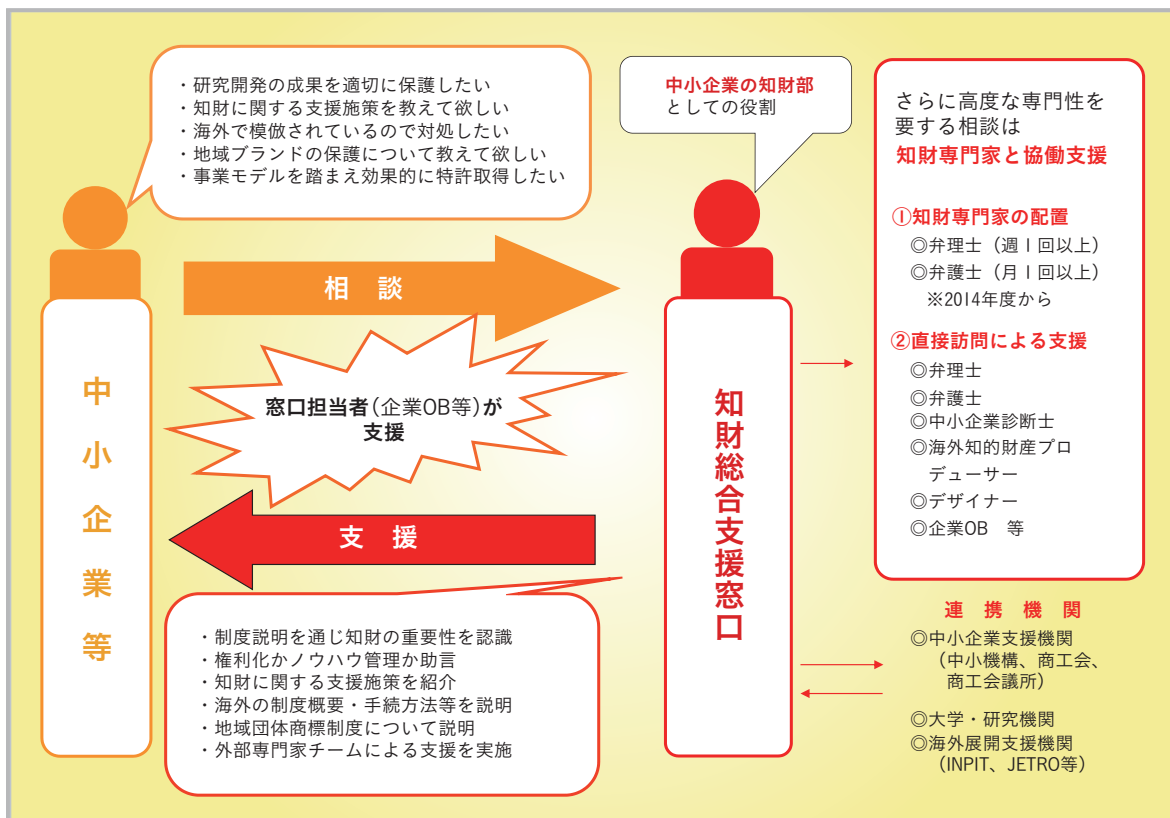 ・研究開発の成果を適切に保護したい
・知財に関する支援施策を教えて欲しい
・海外で模倣されているので対処したい
・地域ブランドの保護について教えて欲しい
・事業モデルを踏まえ効果的に特許取得したい
中小企業の知財部
としての役割
さらに高度な専門性を
要する相談は
知財専門家と協働支援
①知財専門家の配置
◎弁理士（週１回以上）
◎弁護士（月１回以上）
※2014年度から
②直接訪問による支援
◎弁理士
◎弁護士
◎中小企業診断士
◎海外知的財産プロ
デューサー
◎デザイナー
◎企業OB　等
相　談
窓口担当者(企業OB等)が
支援
支　援
中小企業等
知財総合支援窓口
・制度説明を通じ知財の重要性を認識
・権利化かノウハウ管理か助言
・知財に関する支援施策を紹介
・海外の制度概要・手続方法等を説明
・地域団体商標制度について説明
・外部専門家チームによる支援を実施
連　携　機　関
◎中小企業支援機関
（中小機構、商工会、
商工会議所）
◎大学・研究機関
◎海外展開支援機関
（INPIT、JETRO等）